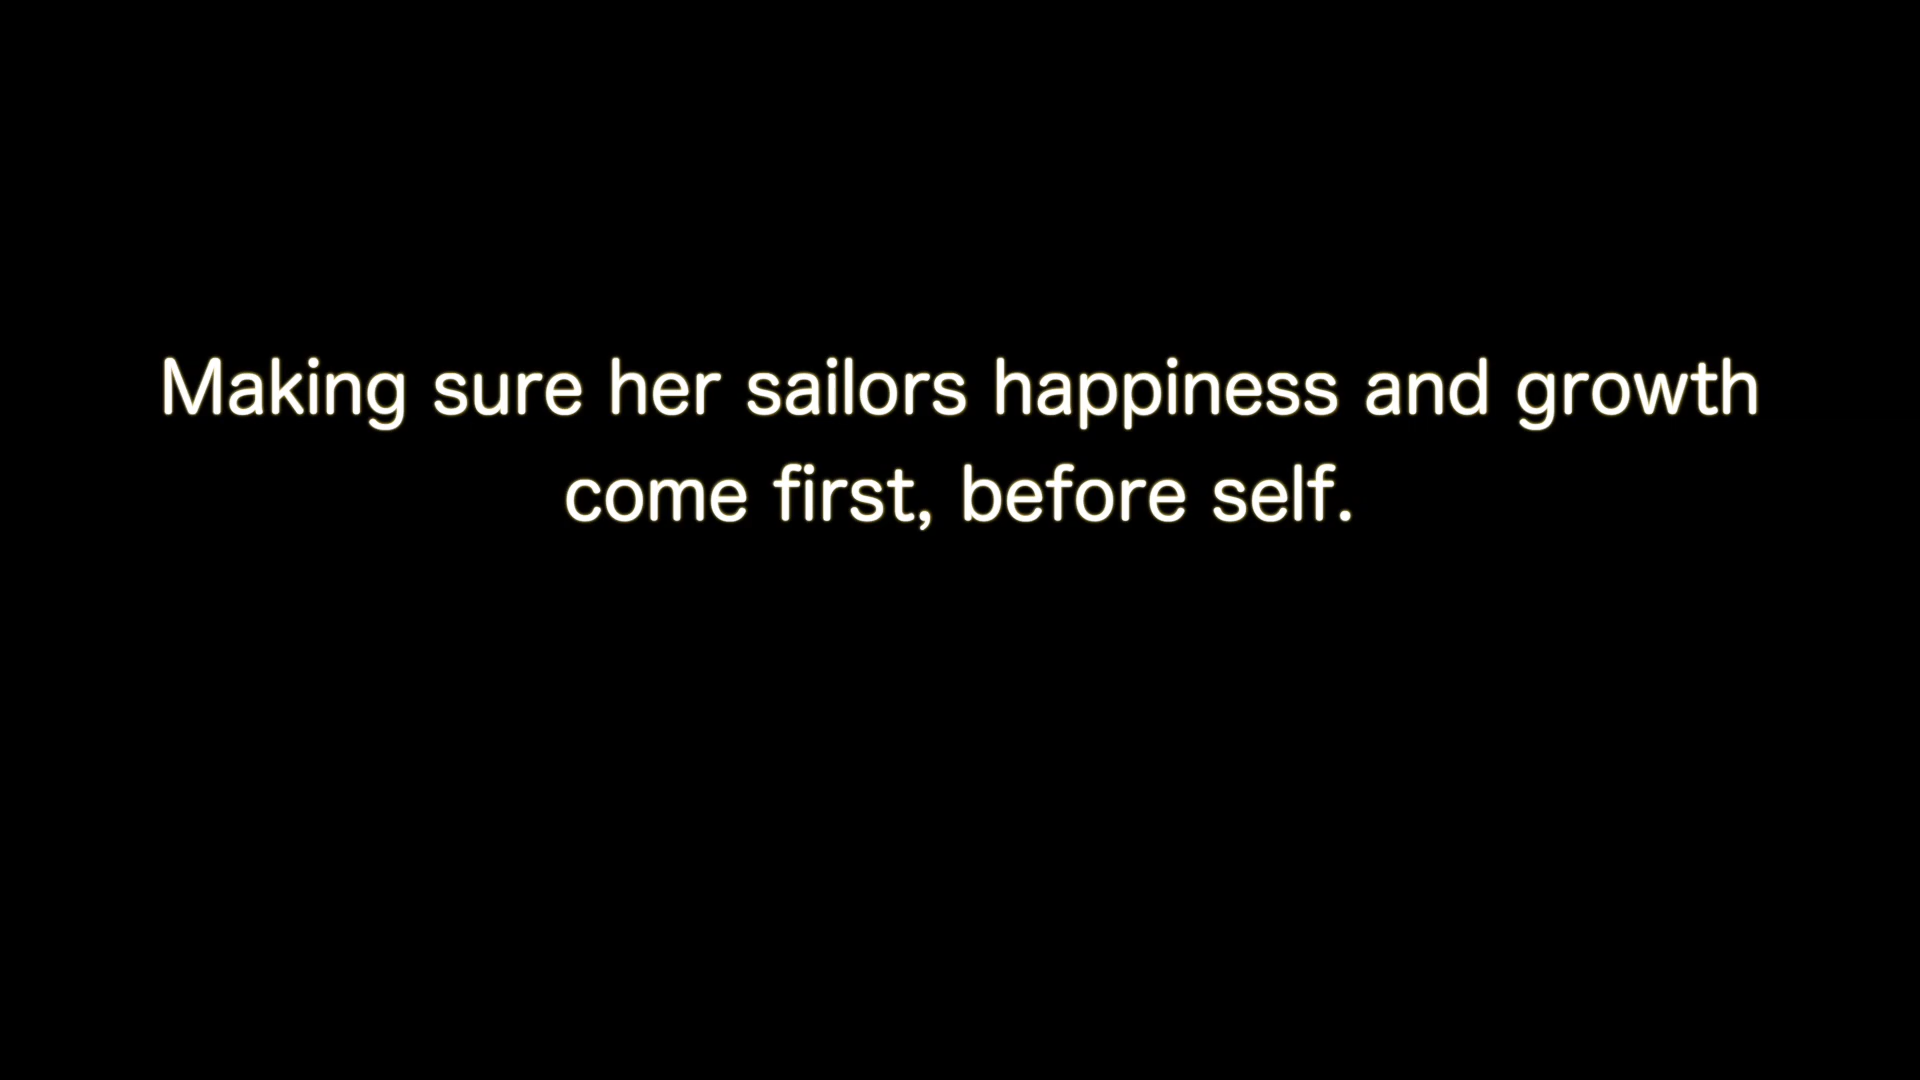 Making sure her sailors happiness and growth
come first, before self.